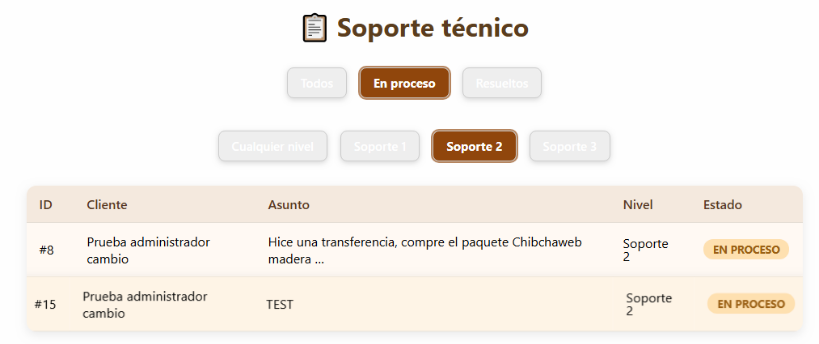 Soporte técnico
Todos En proceso Resueltos
Cualquier nivel Soporte 1 Soporte 2 Soporte 3
ID Cliente Asunto Nivel Estado
#8 Prueba administrador cambio Hice una transferencia, compre el paquete Chibchaweb madera ... Soporte 2 EN PROCESO
#15 Prueba administrador cambio TEST Soporte 2 EN PROCESO